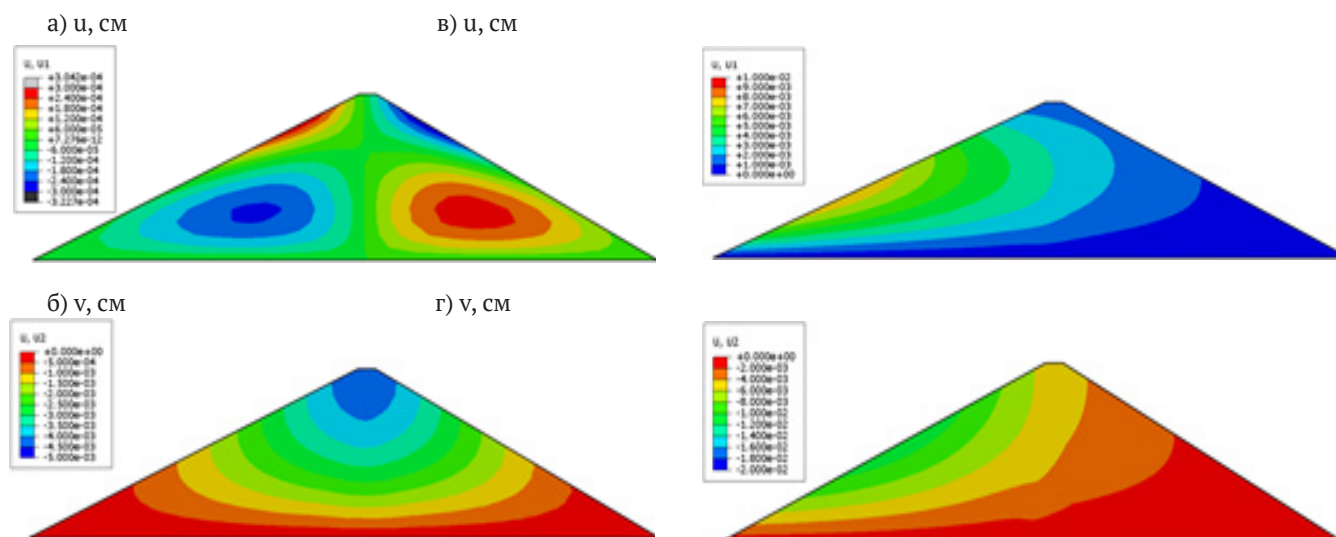 а) u, см
в) u, см
U, U1
+3.042e-04
+3.000e-04
+2.400e-04
+1.800e-04
+1.200e-04
+6.000e-05
+7.276e-12
-6.000e-05
-1.200e-04
-1.800e-04
-2.400e-04
-3.000e-04
-3.227e-04
U, U1
+1.000e-02
+9.000e-03
+8.000e-03
+7.000e-03
+6.000e-03
+5.000e-03
+4.000e-03
+3.000e-03
+2.000e-03
+1.000e-03
+0.000e+00
б) v, см
г) v, см
U, U2
+0.000e+00
-5.000e-04
-1.000e-03
-1.500e-03
-2.000e-03
-2.500e-03
-3.000e-03
-3.500e-03
-4.000e-03
-4.500e-03
-5.000e-03
U, U2
+0.000e+00
-2.000e-03
-4.000e-03
-6.000e-03
-8.000e-03
-1.000e-02
-1.200e-02
-1.400e-02
-1.600e-02
-1.800e-02
-2.000e-02